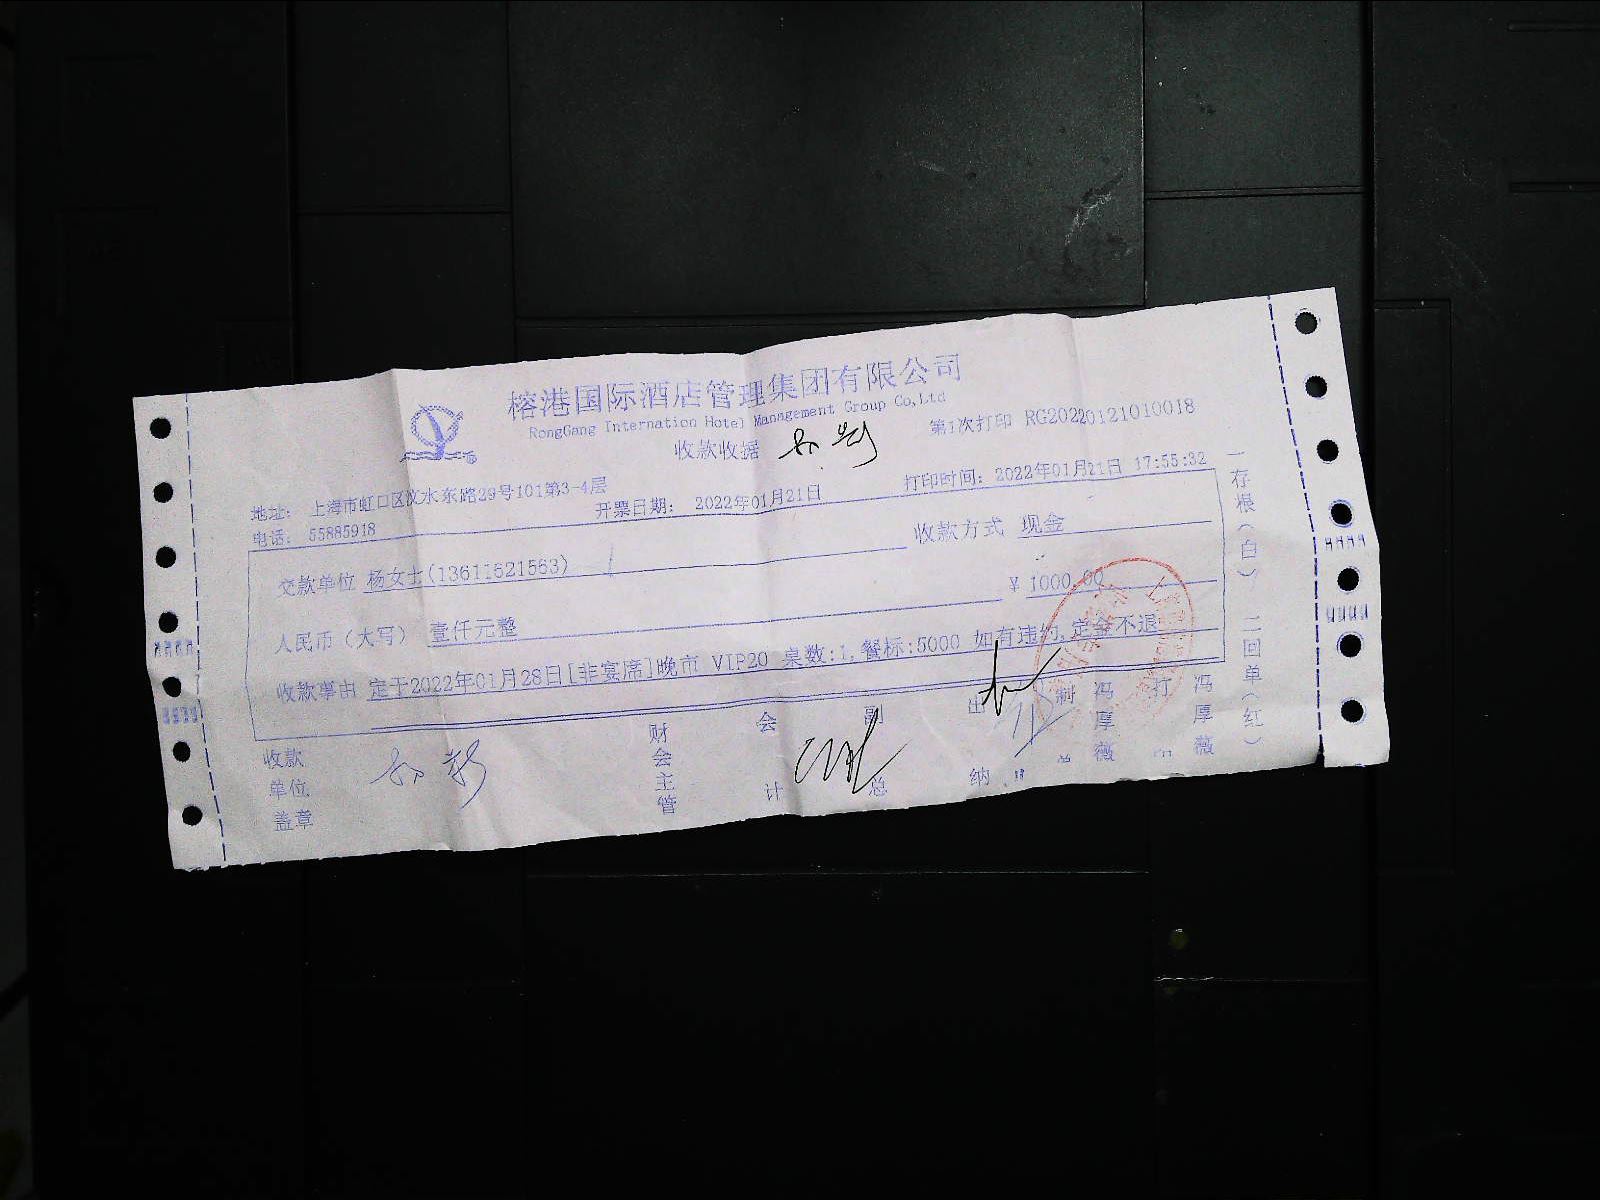 榕港国际酒店管理集团有限公司
RongGang Internation Hotel Management Group Co,Ltd
收款收据
第1次打印 RG20220121010018
地址: 上海市虹口区汶水东路29号101第3-4层
电话: 55885918
开票日期: 2022年01月21日
打印时间: 2022年01月21日 17:55:32
交款单位 杨女士(13611521563)
收款方式 现金
人民币（大写） 壹仟元整
¥ 1000.00
收款事由 定于2022年01月28日[非宴席]晚市 VIP20 桌数:1,餐标:5000 如有违约,定金不退
收款单位盖章
财会主管
会计
副总
出纳
制单
冯厚薇
打印
冯厚薇
一存根(白) 二回单(红)